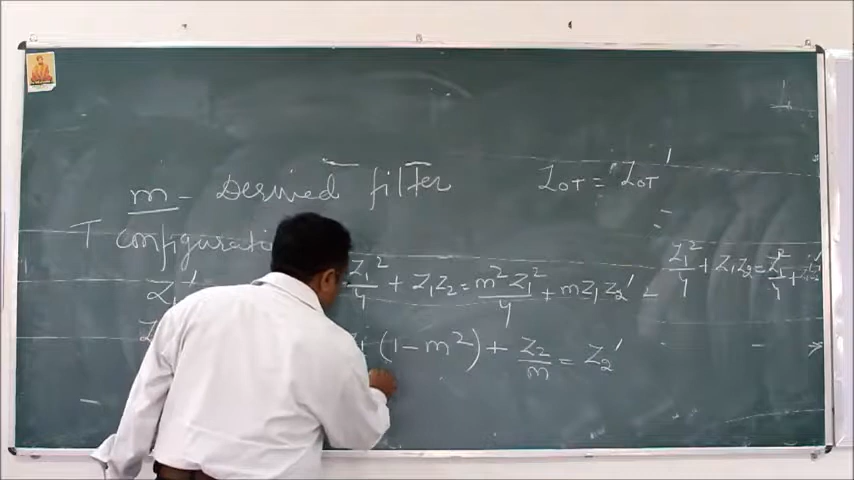 m - Derived filter
Z₀T = Z₀T′
T configurati
Z₁²/4 + Z₁Z₂ = Z₁²/4 +
Z₁′
Z₁²/4 + Z₁Z₂ = m²Z₁²/4 + mZ₁Z₂′
(1 - m²) + Z₂/m = Z₂′